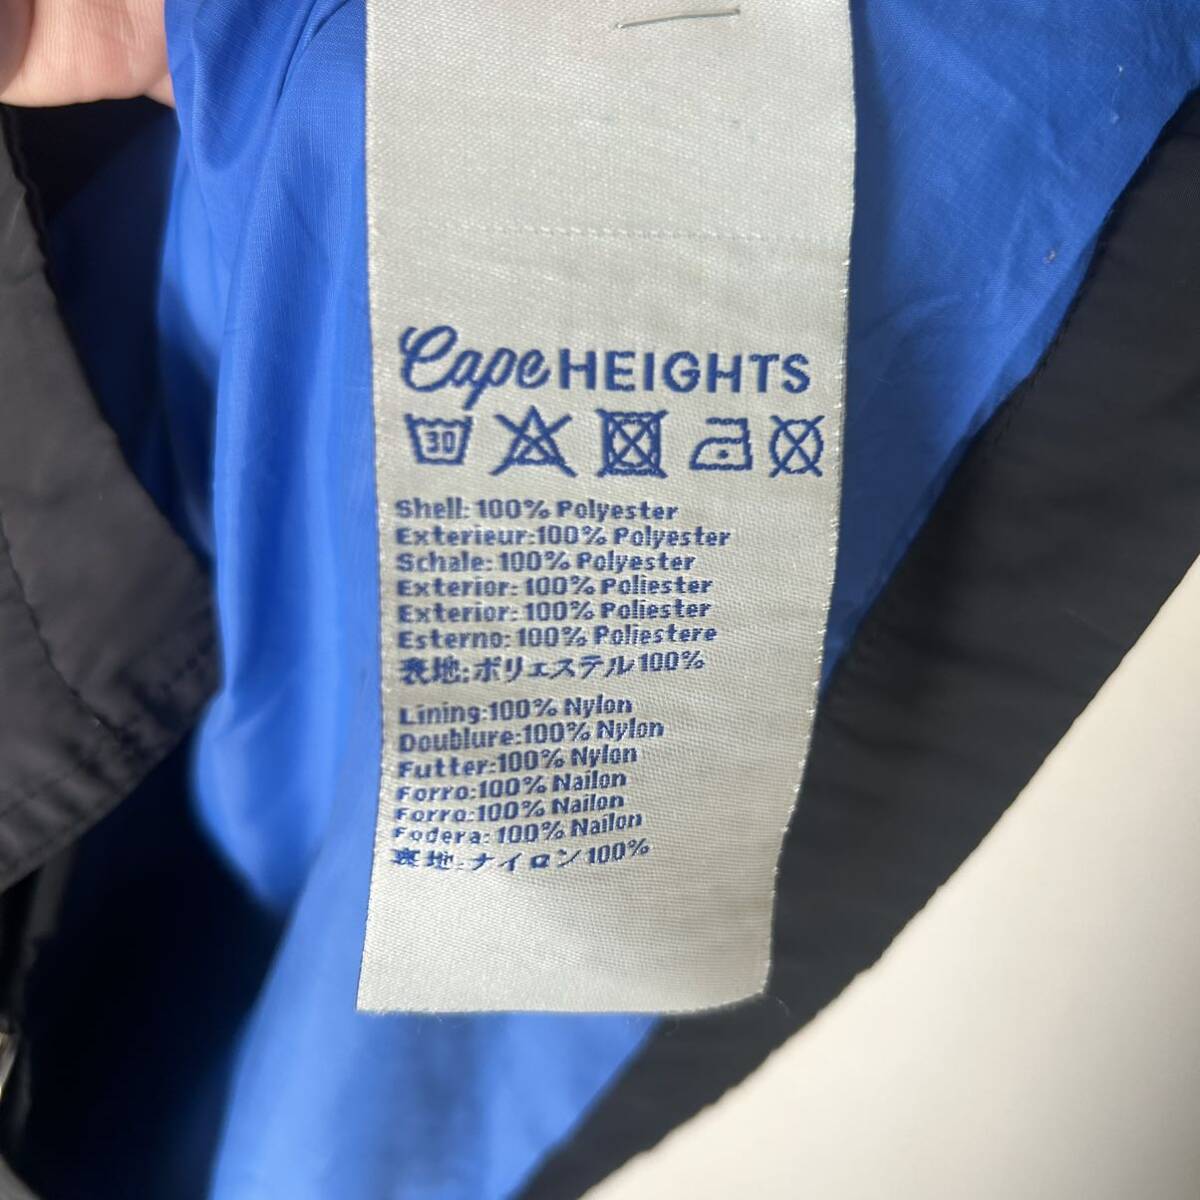 Cape HEIGHTS
30
Shell: 100% Polyester
Exterieur:100% Polyester
Schale: 100% Polyester
Exterior: 100% Poliester
Exterior: 100% Poliester
Esterno: 100% Poliestere
表地:ポリェステル100%
Lining:100% Nylon
Doublure:100% Nylon
Futter:100% Nylon
Forro:100% Nailon
Forro:100% Nailon
Fodera: 100% Nailon
裏地:ナイロン100%